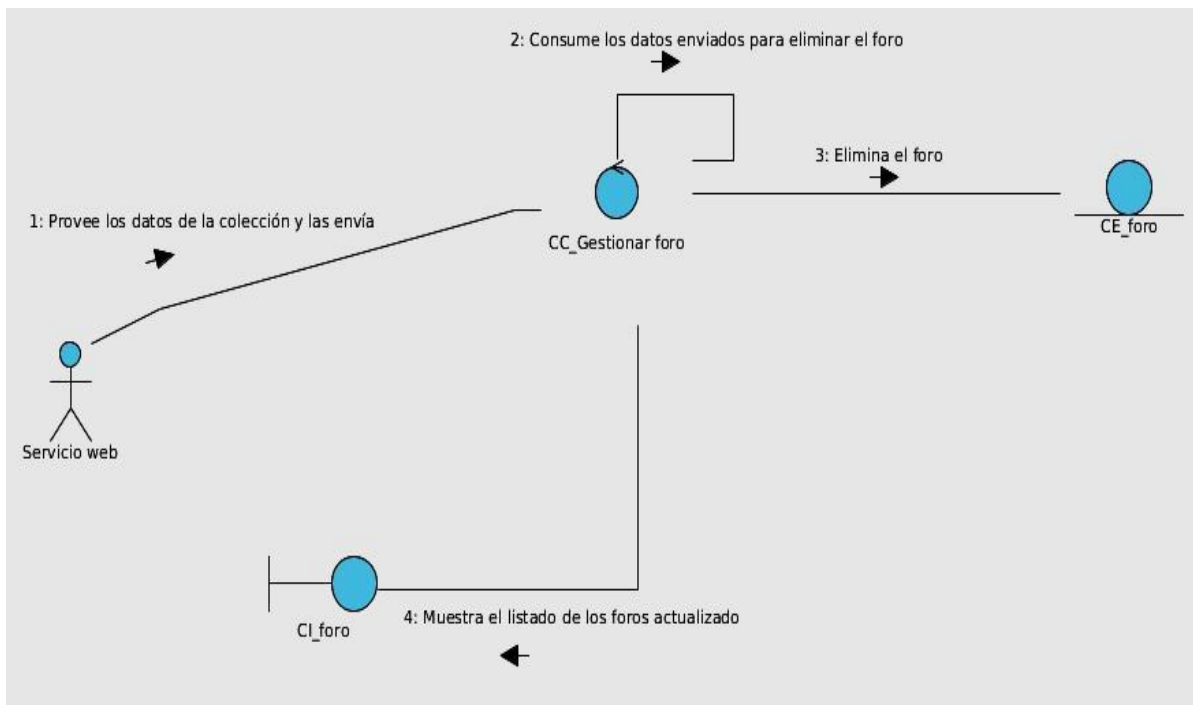 2: Consume los datos enviados para eliminar el foro
3: Elimina el foro
1: Provee los datos de la colección y las envía
CC_Gestionar foro
CE_foro
Servicio web
CI_foro
4: Muestra el listado de los foros actualizado